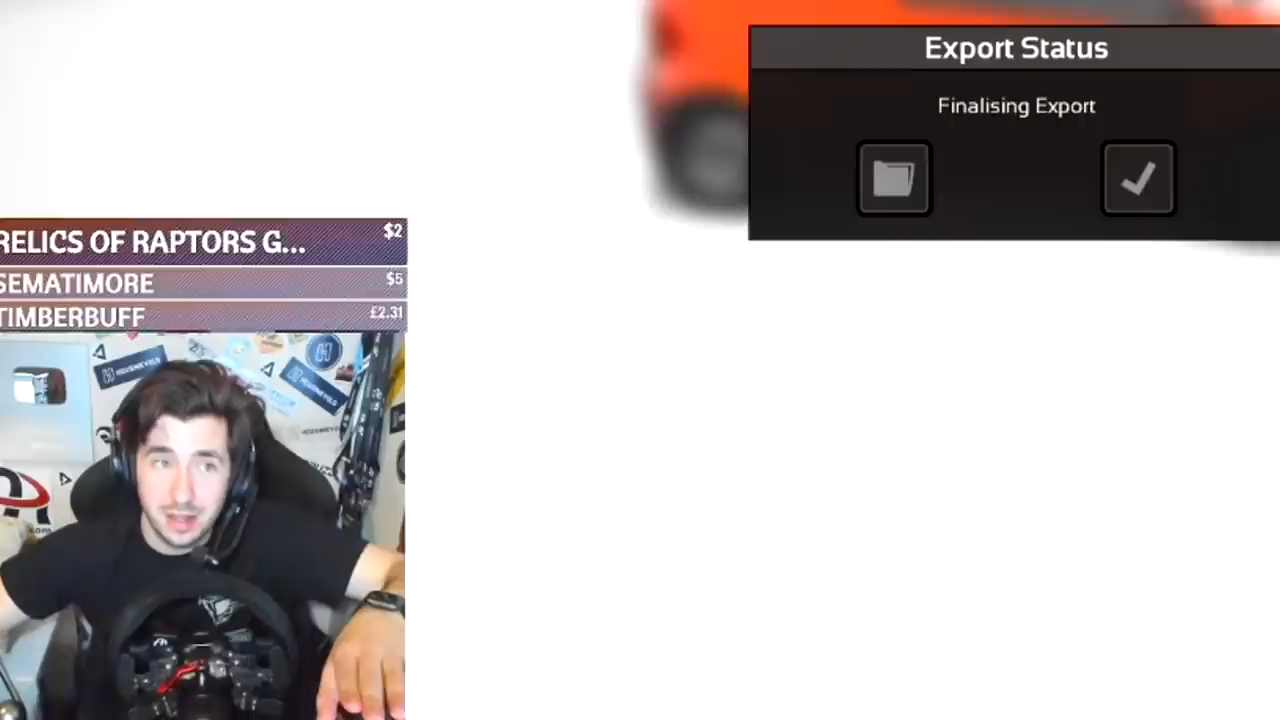 Export Status
Finalising Export
RELICS OF RAPTORS G... $2
SEMATIMORE $5
TIMBERBUFF £2.31